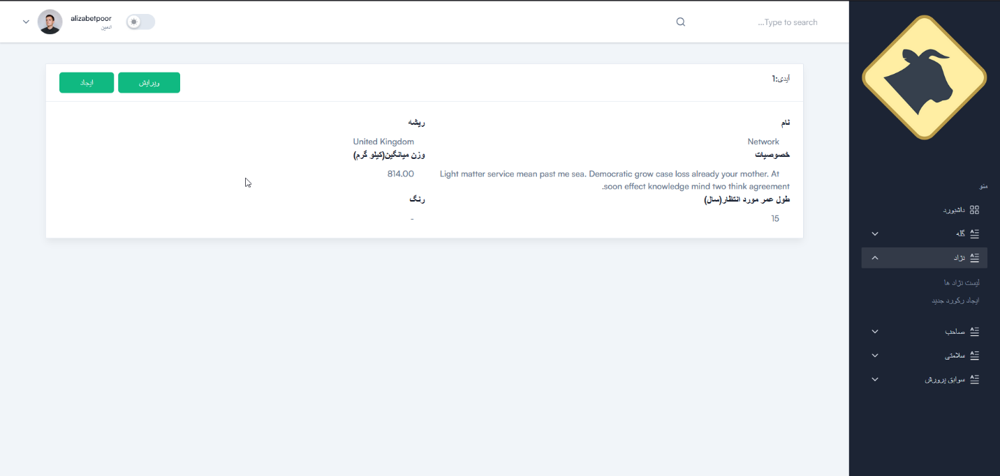 Type to search...
alizabetpoor
ادمین
آیدی:1
ویرایش
ایجاد
نام
ریشه
Network
United Kingdom
خصوصیات
وزن میانگین(کیلو گرم)
Light matter service mean past me sea. Democratic grow case loss already your mother. At
soon effect knowledge mind two think agreement.
814.00
طول عمر مورد انتظار(سال)
رنگ
15
-
منو
داشبورد
گله
نژاد
لیست نژاد ها
ایجاد رکورد جدید
صاحب
سلامتی
سوابق پرورش